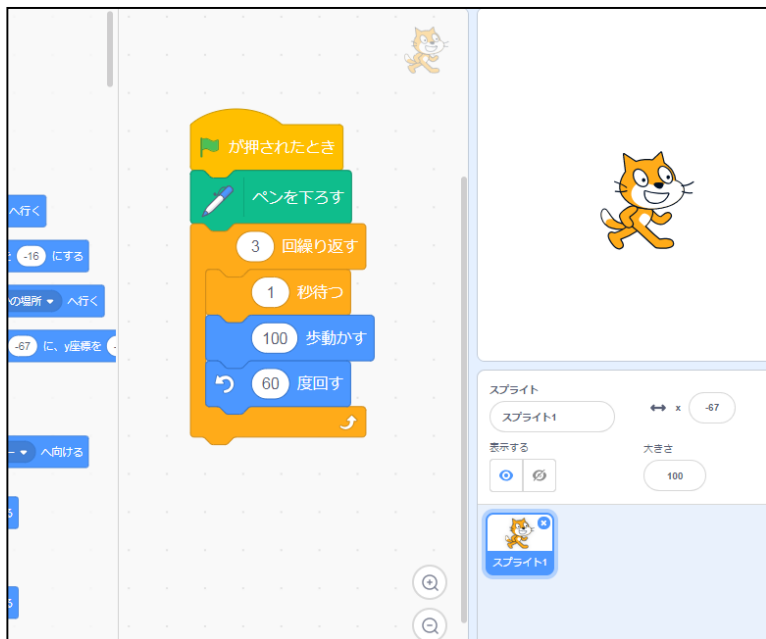 が押されたとき
ペンを下ろす
3 回繰り返す
1 秒待つ
100 歩動かす
60 度回す
へ行く
-16 にする
の場所 へ行く
-67 に、y座標を
へ向ける
スプライト
スプライト1
x -67
表示する
大きさ
100
スプライト1